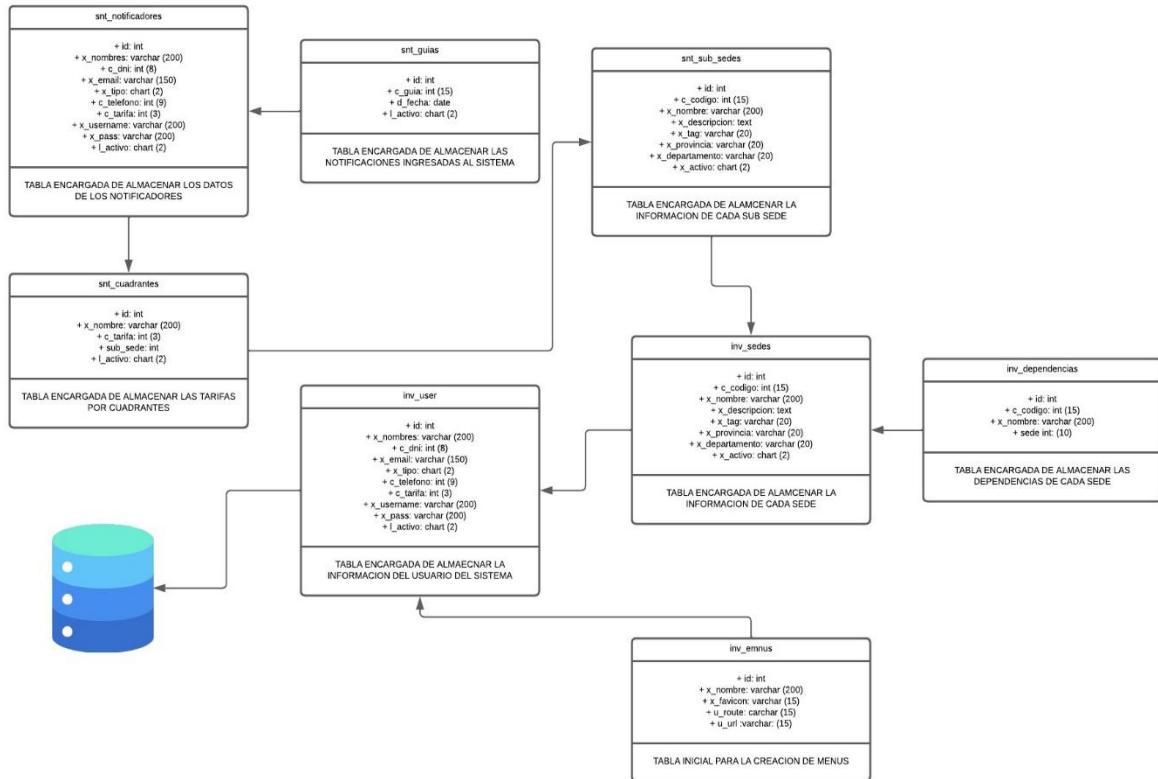 snt_notificadores
+ id: int
+ x_nombres: varchar (200)
+ c_dni: int (8)
+ x_email: varchar (150)
+ x_tipo: chart (2)
+ c_telefono: int (9)
+ c_tarifa: int (3)
+ x_username: varchar (200)
+ x_pass: varchar (200)
+ l_activo: chart (2)
TABLA ENCARGADA DE ALMACENAR LOS DATOS
DE LOS NOTIFICADORES
snt_guias
+ id: int
+ c_guia: int (15)
+ d_fecha: date
+ l_activo: chart (2)
TABLA ENCARGADA DE ALMACENAR LAS
NOTIFICACIONES INGRESADAS AL SISTEMA
snt_sub_sedes
+ id: int
+ c_codigo: int (15)
+ x_nombre: varchar (200)
+ x_descripcion: text
+ x_tag: varchar (20)
+ x_provincia: varchar (20)
+ x_departamento: varchar (20)
+ x_activo: chart (2)
TABLA ENCARGADA DE ALAMCENAR LA
INFORMACION DE CADA SUB SEDE
snt_cuadrantes
+ id: int
+ x_nombre: varchar (200)
+ c_tarifa: int (3)
+ sub_sede: int
+ l_activo: chart (2)
TABLA ENCARGADA DE ALMACENAR LAS TARIFAS
POR CUADRANTES
inv_user
+ id: int
+ x_nombres: varchar (200)
+ c_dni: int (8)
+ x_email: varchar (150)
+ x_tipo: chart (2)
+ c_telefono: int (9)
+ c_tarifa: int (3)
+ x_username: varchar (200)
+ x_pass: varchar (200)
+ l_activo: chart (2)
TABLA ENCARGADA DE ALMAECNAR LA
INFORMACION DEL USUARIO DEL SISTEMA
inv_sedes
+ id: int
+ c_codigo: int (15)
+ x_nombre: varchar (200)
+ x_descripcion: text
+ x_tag: varchar (20)
+ x_provincia: varchar (20)
+ x_departamento: varchar (20)
+ x_activo: chart (2)
TABLA ENCARGADA DE ALAMCENAR LA
INFORMACION DE CADA SEDE
inv_dependencias
+ id: int
+ c_codigo: int (15)
+ x_nombre: varchar (200)
+ sede int: (10)
TABLA ENCARGADA DE ALMACENAR LAS
DEPENDENCIAS DE CADA SEDE
inv_emnus
+ id: int
+ x_nombre: varchar (200)
+ x_favicon: varchar (15)
+ u_route: carchar (15)
+ u_url :varchar: (15)
TABLA INICIAL PARA LA CREACION DE MENUS